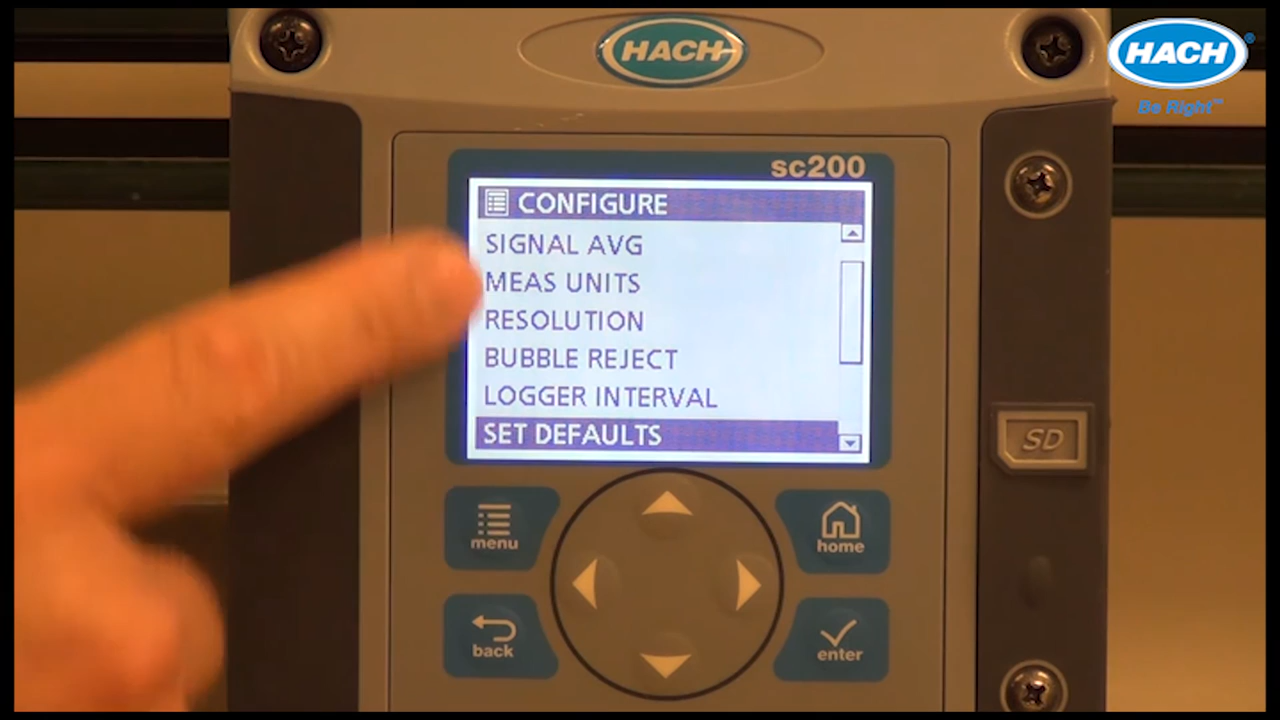 HACH
HACH
Be Right™
sc200
CONFIGURE
SIGNAL AVG
MEAS UNITS
RESOLUTION
BUBBLE REJECT
LOGGER INTERVAL
SET DEFAULTS
menu
home
back
enter
SD